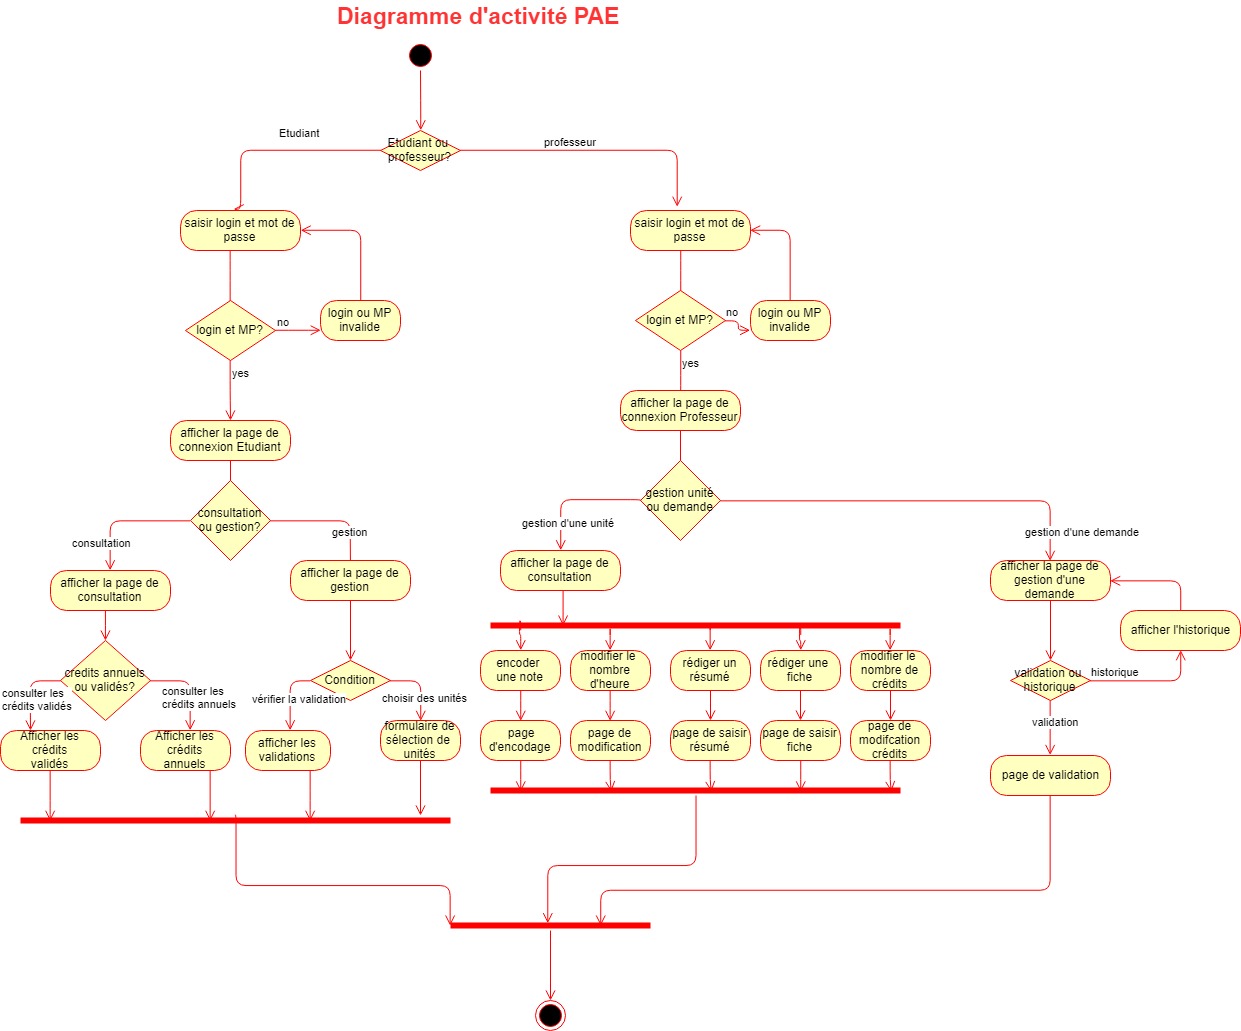 Diagramme d'activité PAE
Etudiant
Etudiant ou
professeur?
professeur
saisir login et mot de
passe
saisir login et mot de
passe
login et MP?
no
login ou MP
invalide
login et MP?
no
login ou MP
invalide
yes
yes
afficher la page de
connexion Etudiant
afficher la page de
connexion Professeur
consultation
ou gestion?
gestion unité
ou demande
consultation
gestion
gestion d'une unité
gestion d'une demande
afficher la page de
consultation
afficher la page de
gestion
afficher la page de
consultation
afficher la page de
gestion d'une
demande
afficher l'historique
credits annuels
ou validés?
Condition
encoder
une note
modifier le
nombre
d'heure
rédiger un
résumé
rédiger une
fiche
modifier le
nombre de
crédits
validation ou
historique
historique
consulter les
crédits validés
consulter les
crédits annuels
vérifier la validation
choisir des unités
validation
Afficher les
crédits
validés
Afficher les
crédits
annuels
afficher les
validations
formulaire de
sélection de
unités
page
d'encodage
page de
modification
page de saisir
résumé
page de saisir
fiche
page de
modifcation
crédits
page de validation